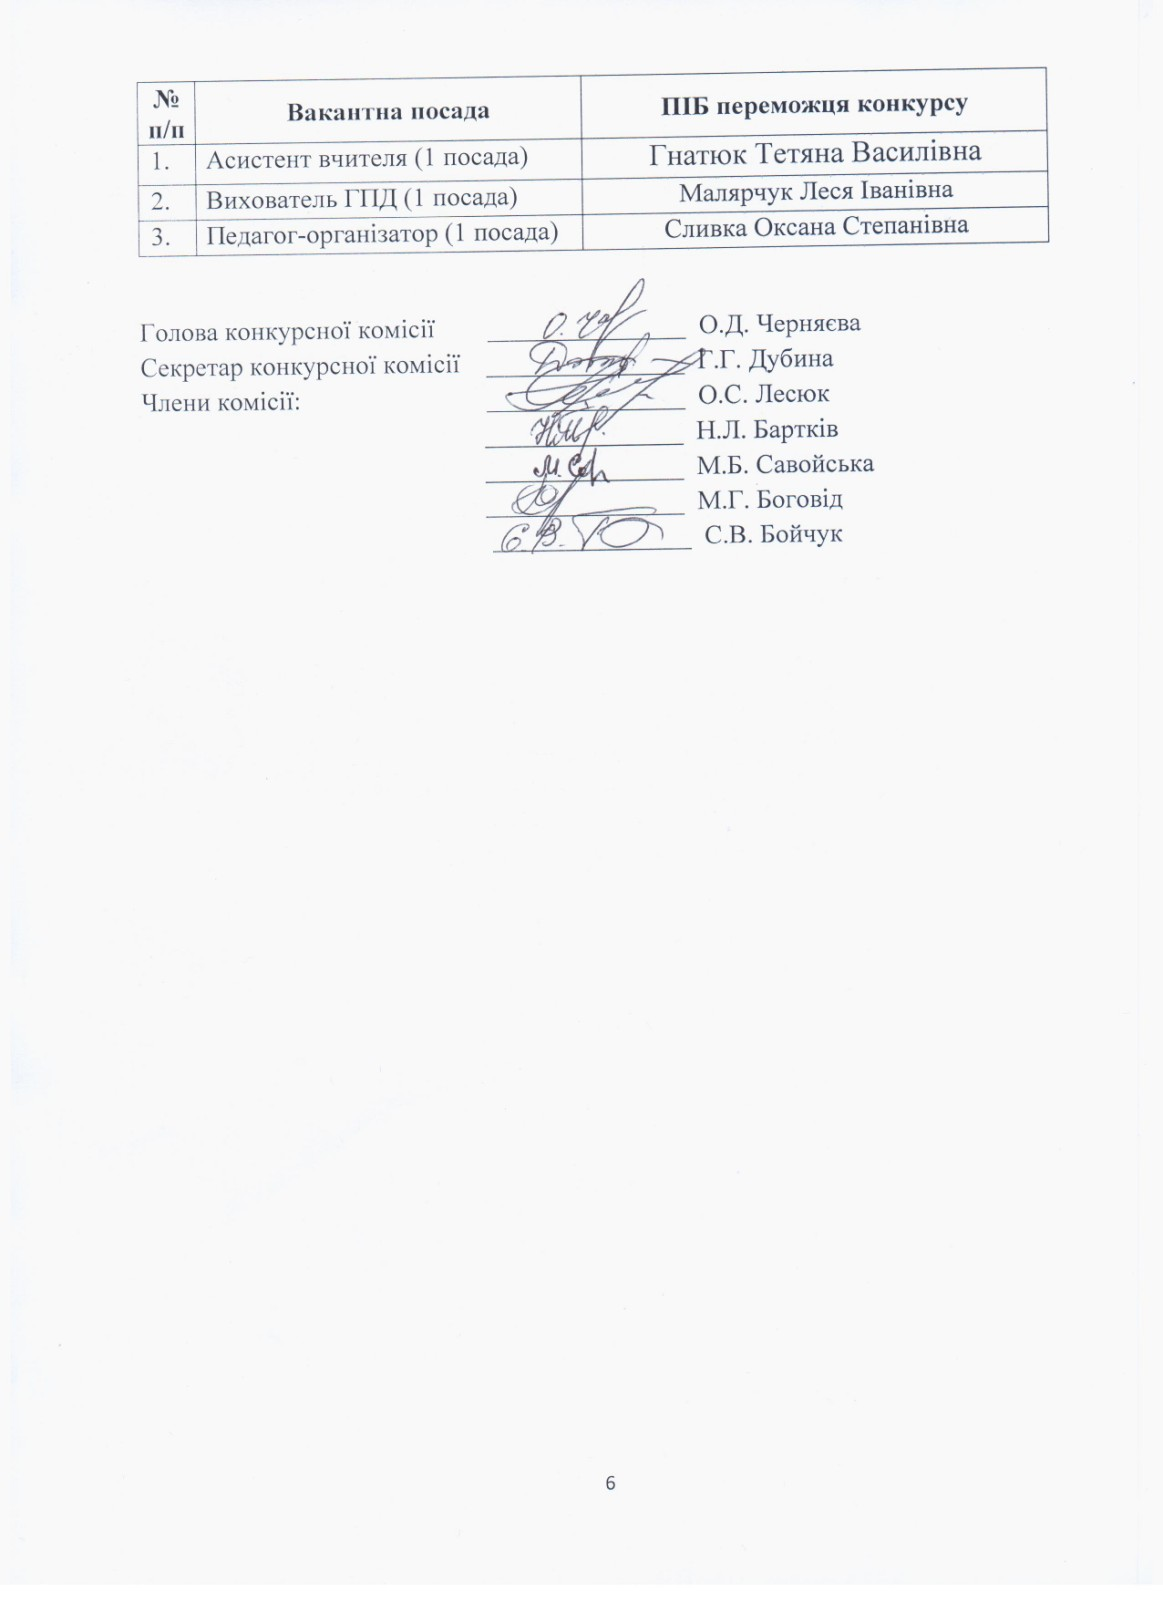 № п/п Вакантна посада ПІБ переможця конкурсу
1. Асистент вчителя (1 посада) Гнатюк Тетяна Василівна
2. Вихователь ГПД (1 посада) Малярчук Леся Іванівна
3. Педагог-організатор (1 посада) Сливка Оксана Степанівна
Голова конкурсної комісії О.Д. Черняєва
Секретар конкурсної комісії Г.Г. Дубина
Члени комісії: О.С. Лесюк
Н.Л. Бартків
М.Б. Савойська
М.Г. Боговід
С.В. Бойчук
6